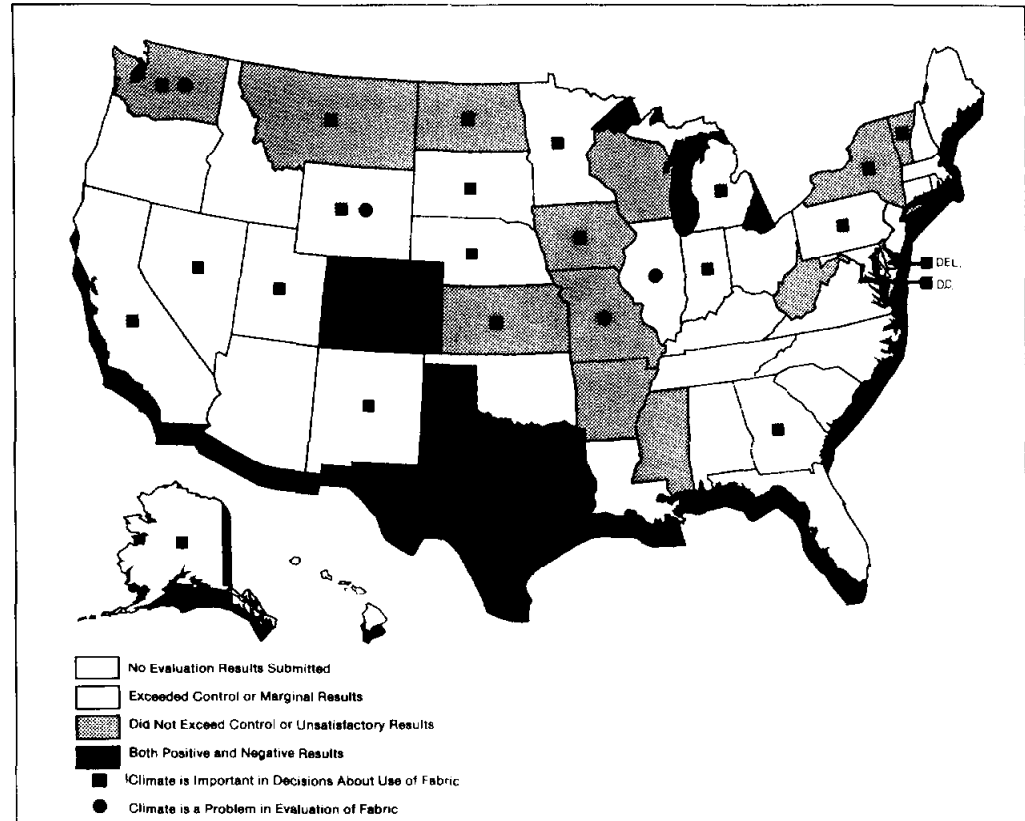 DEL.
D.C.
No Evaluation Results Submitted
Exceeded Control or Marginal Results
Did Not Exceed Control or Unsatisfactory Results
Both Positive and Negative Results
Climate is Important in Decisions About Use of Fabric
Climate is a Problem in Evaluation of Fabric